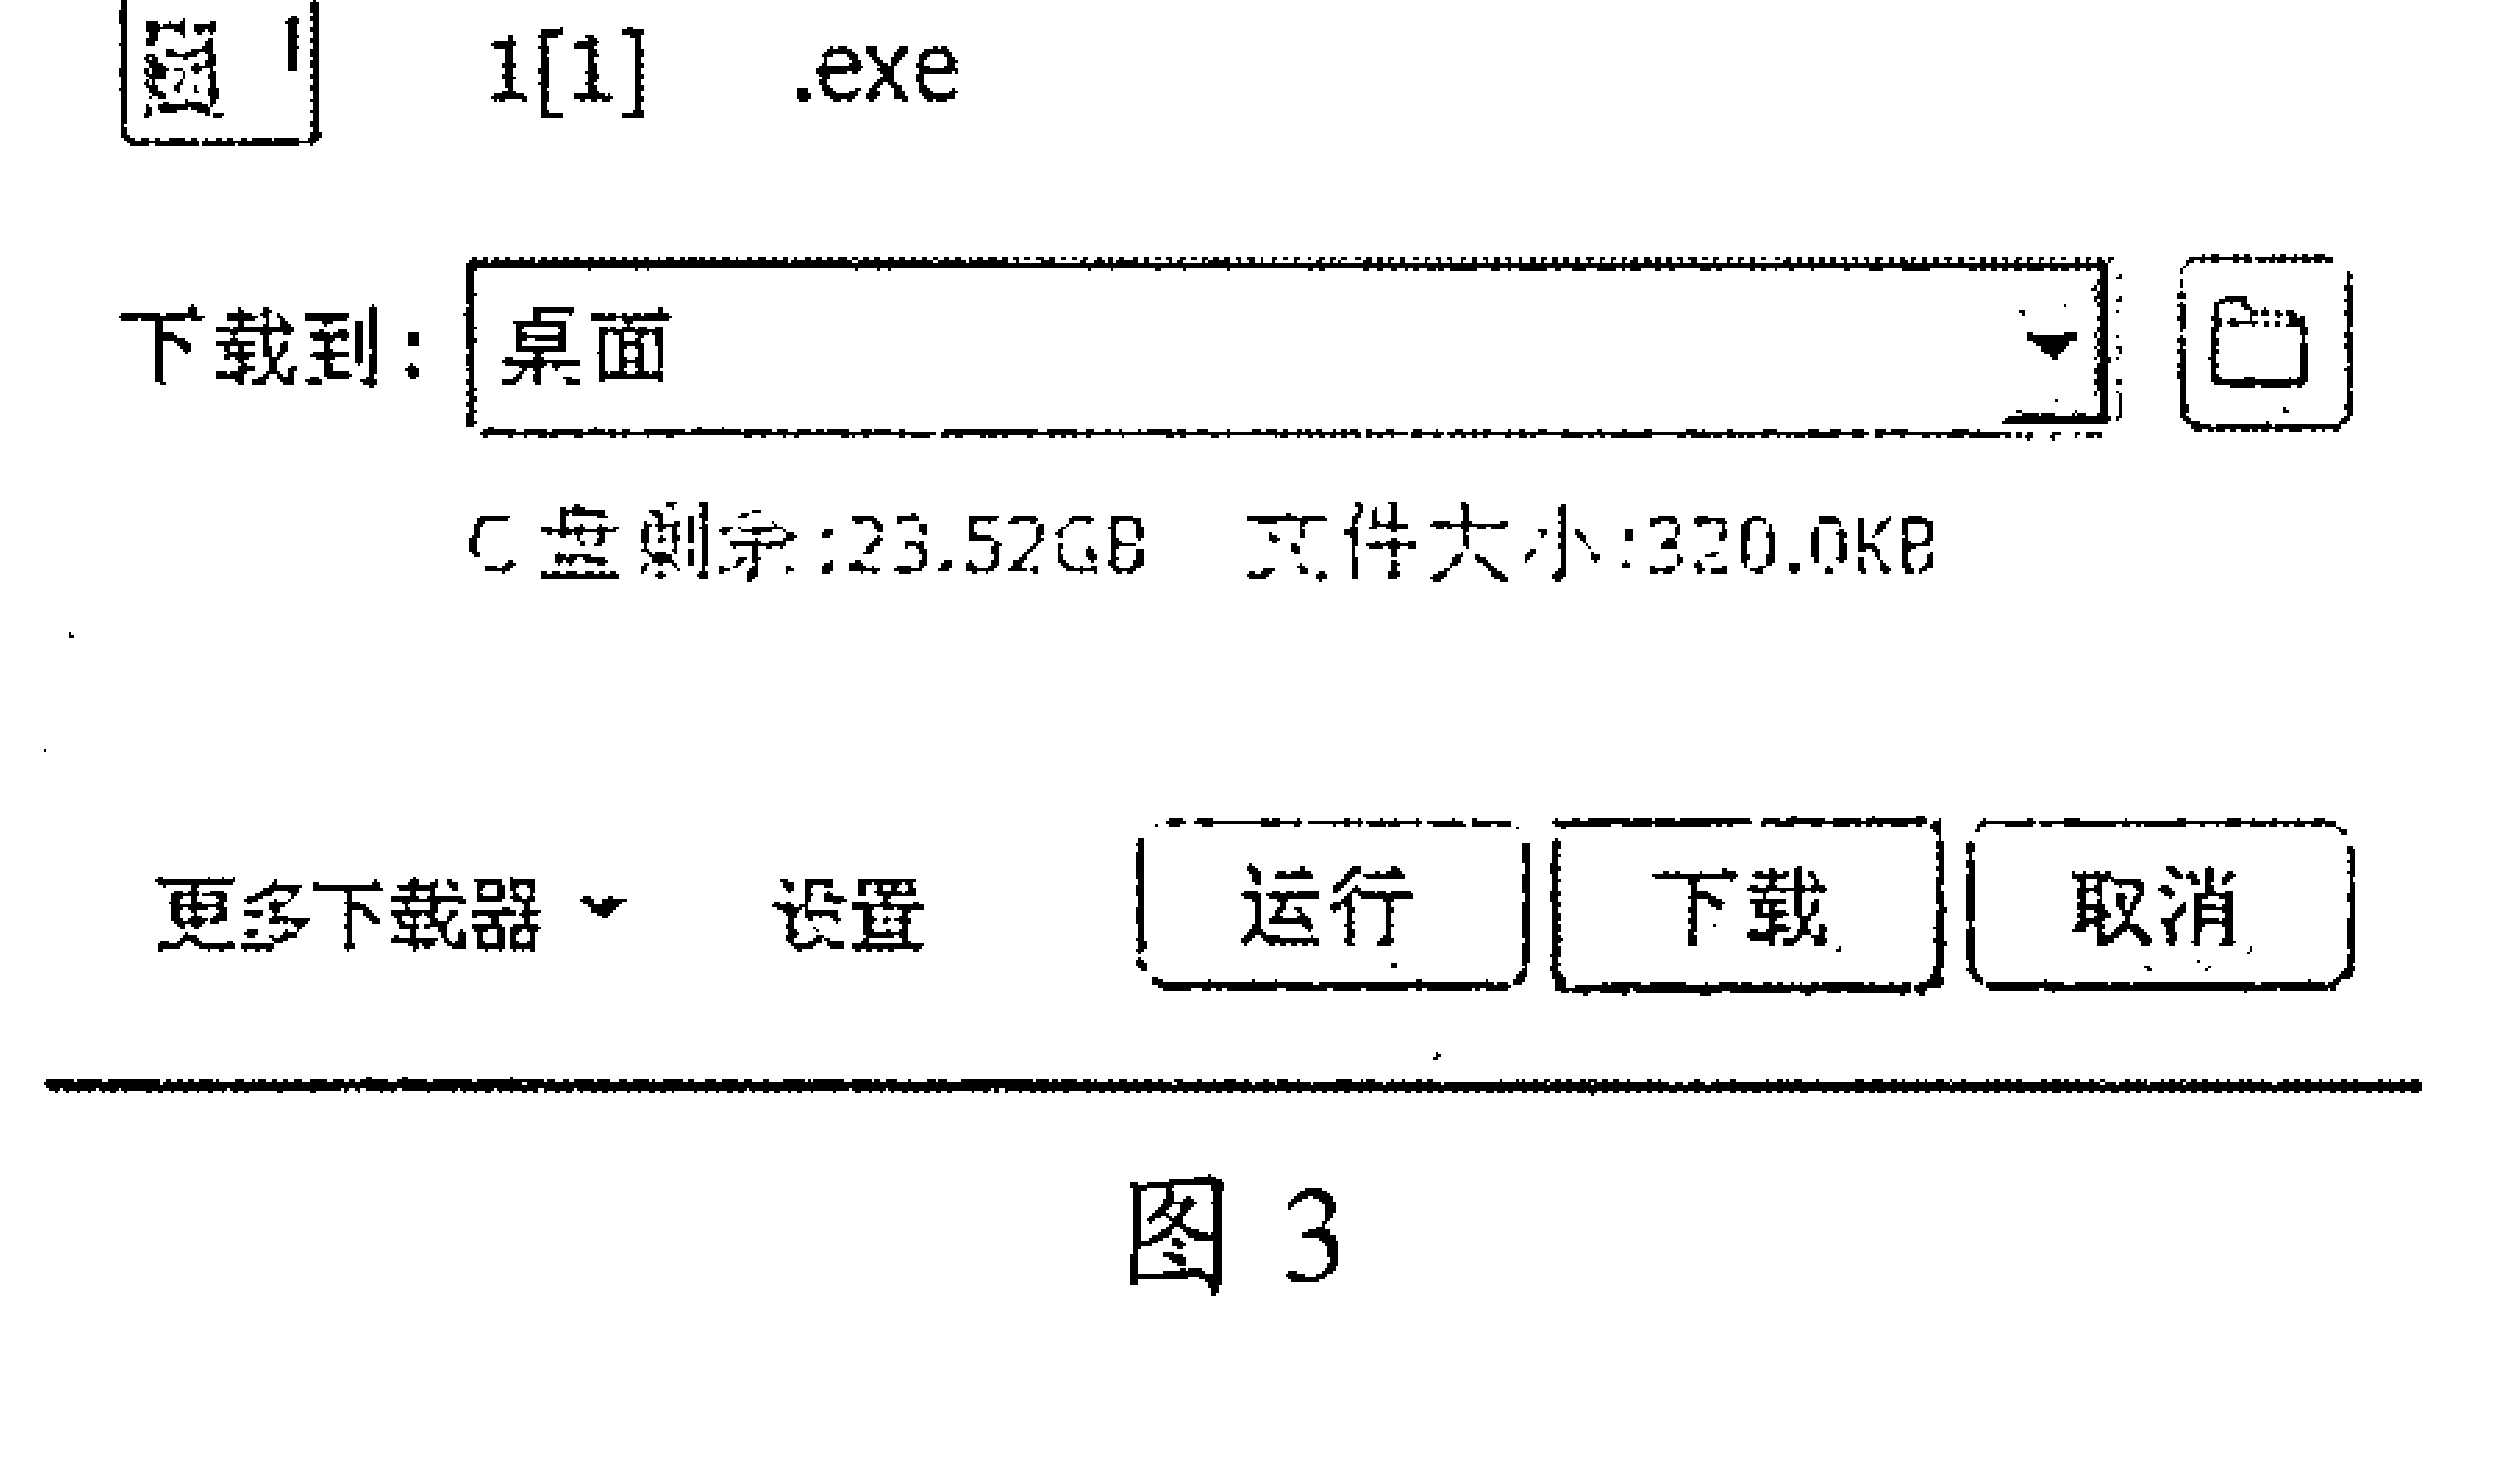 1[1] .exe
下载到: 桌面
C 盘剩余:23.52GB 文件大小:320.0KB
更多下载器 设置 运行 下载 取消
图 3